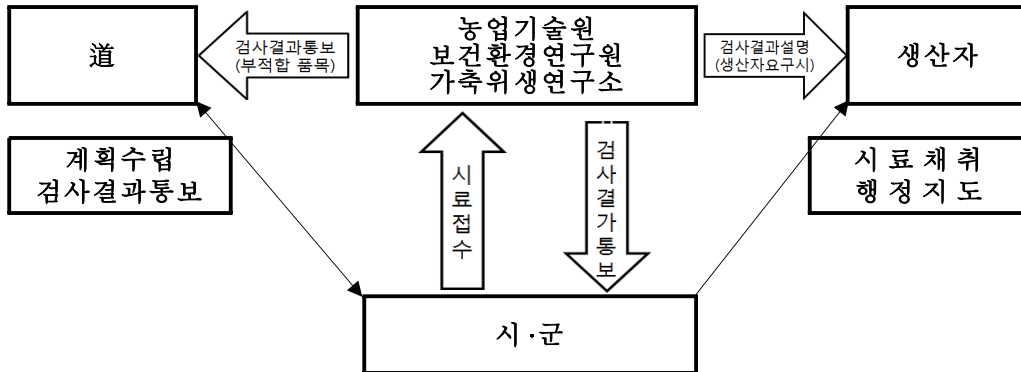 道
검사결과통보
(부적합 품목)
농업기술원
보건환경연구원
가축위생연구소
검사결과설명
(생산자요구시)
생산자
계획수립
검사결과통보
시료접수
검사결가통보
시료채취
행정지도
시·군